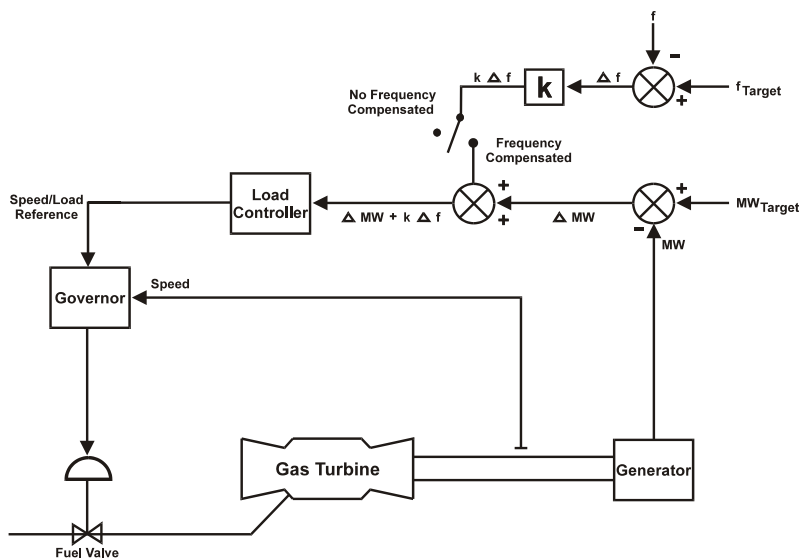 f
−
k Δ f
k
Δ f
+
f Target
No Frequency
Compensated
Frequency
Compensated
Speed/Load
Reference
Load
Controller
Δ MW + k Δ f
+
+
Δ MW
+
−
MW Target
MW
Governor
Speed
Gas Turbine
Generator
Fuel Valve